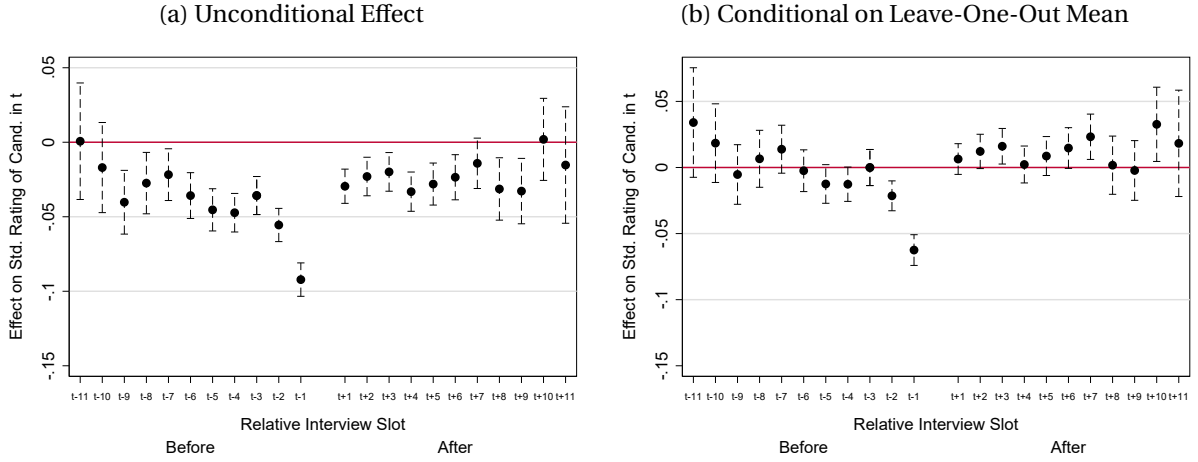 (a) Unconditional Effect
Effect on Std. Rating of Cand. in t
.05
0
-.05
-.1
-.15
t-11 t-10 t-9 t-8 t-7 t-6 t-5 t-4 t-3 t-2 t-1 t+1 t+2 t+3 t+4 t+5 t+6 t+7 t+8 t+9 t+10 t+11
Relative Interview Slot
Before After
(b) Conditional on Leave-One-Out Mean
Effect on Std. Rating of Cand. in t
.05
0
-.05
-.1
-.15
t-11 t-10 t-9 t-8 t-7 t-6 t-5 t-4 t-3 t-2 t-1 t+1 t+2 t+3 t+4 t+5 t+6 t+7 t+8 t+9 t+10 t+11
Relative Interview Slot
Before After